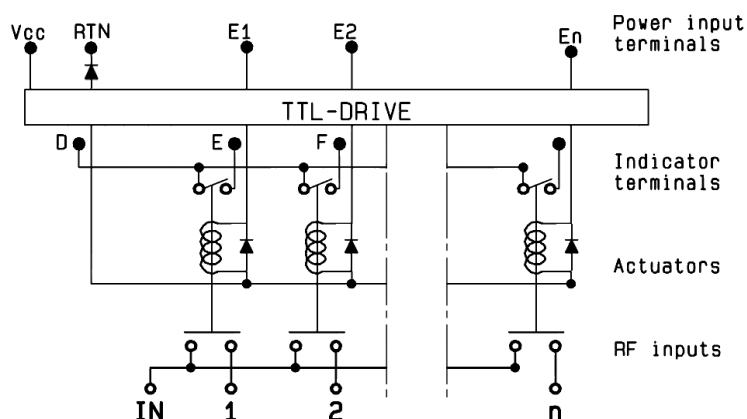 Vcc RTN E1 E2 En Power input
terminals
TTL-DRIVE
D E F Indicator
terminals
Actuators
RF inputs
IN 1 2 n